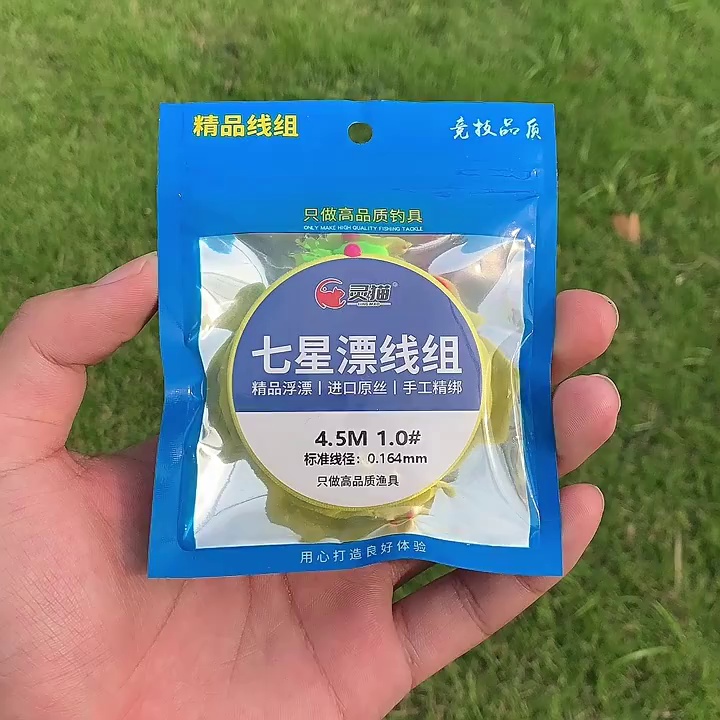 精品线组
竞技品质
只做高品质钓具
ONLY MAKE HIGH QUALITY FISHING TACKLE
灵猫®
七星漂线组
精品浮漂丨进口原丝丨手工精绑
4.5M 1.0#
标准线径：0.164mm
只做高品质渔具
用心打造良好体验